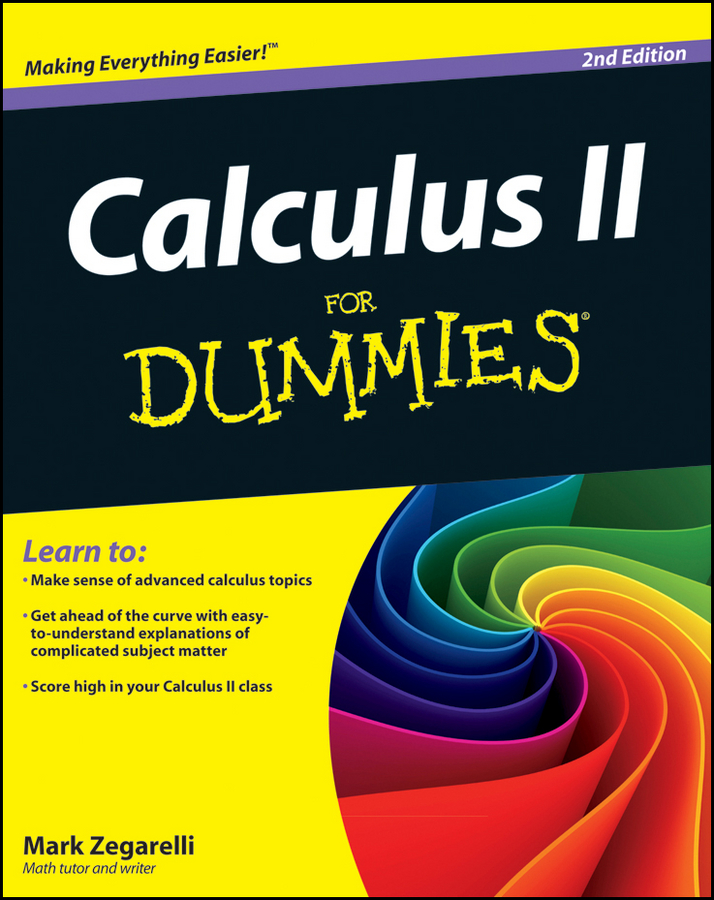 Making Everything Easier!™
2nd Edition
Calculus II
FOR
DUMMIES®
Learn to:
• Make sense of advanced calculus topics
• Get ahead of the curve with easy-
to-understand explanations of
complicated subject matter
• Score high in your Calculus II class
Mark Zegarelli
Math tutor and writer